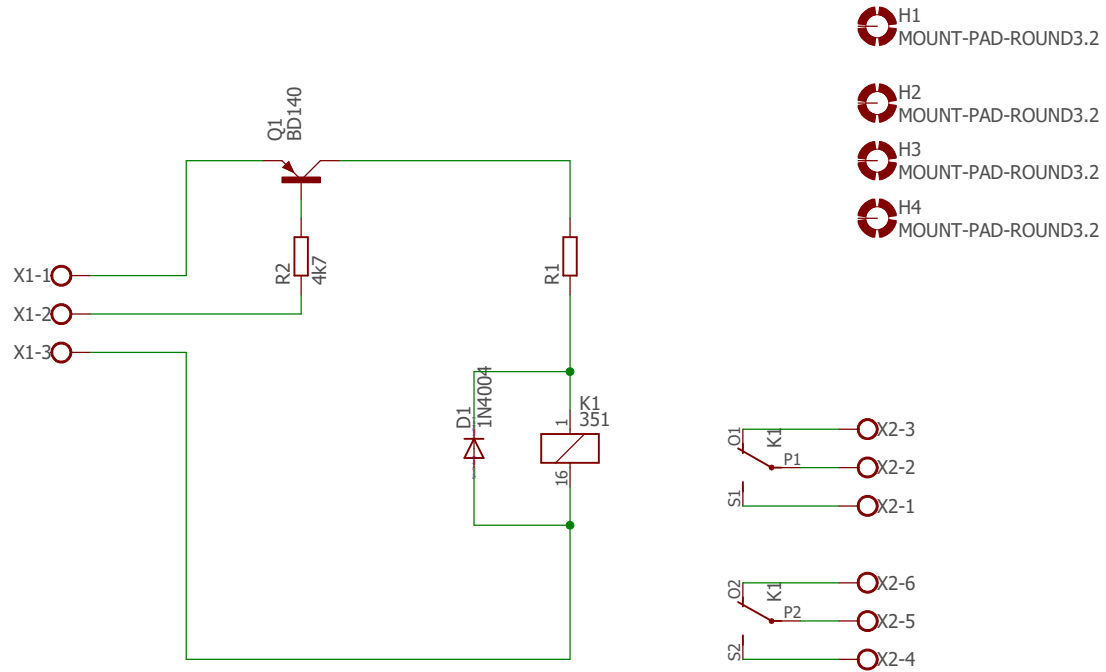 H1
MOUNT-PAD-ROUND3.2
H2
MOUNT-PAD-ROUND3.2
H3
MOUNT-PAD-ROUND3.2
H4
MOUNT-PAD-ROUND3.2
Q1
BD140
R2
4k7
R1
X1-1
X1-2
X1-3
D1
1N4004
K1
351
1
16
O1
K1
P1
S1
X2-3
X2-2
X2-1
O2
K1
P2
S2
X2-6
X2-5
X2-4